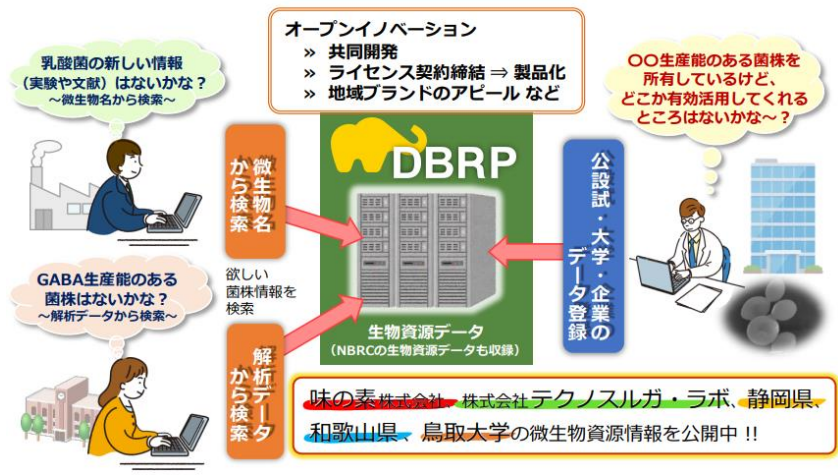 オープンイノベーション
» 共同開発
» ライセンス契約締結 ⇒ 製品化
» 地域ブランドのアピール など
乳酸菌の新しい情報
（実験や文献）はないかな？
～微生物名から検索～
〇〇生産能のある菌株を
所有しているけど、
どこか有効活用してくれる
ところはないかな～？
微生物名
から検索
DBRP
公設試・大学・企業の
データ登録
GABA生産能のある
菌株はないかな？
～解析データから検索～
欲しい
菌株情報を
検索
解析データ
から検索
生物資源データ
（NBRCの生物資源データも収録）
味の素株式会社、株式会社テクノスルガ・ラボ、静岡県、
和歌山県、鳥取大学の微生物資源情報を公開中 !!